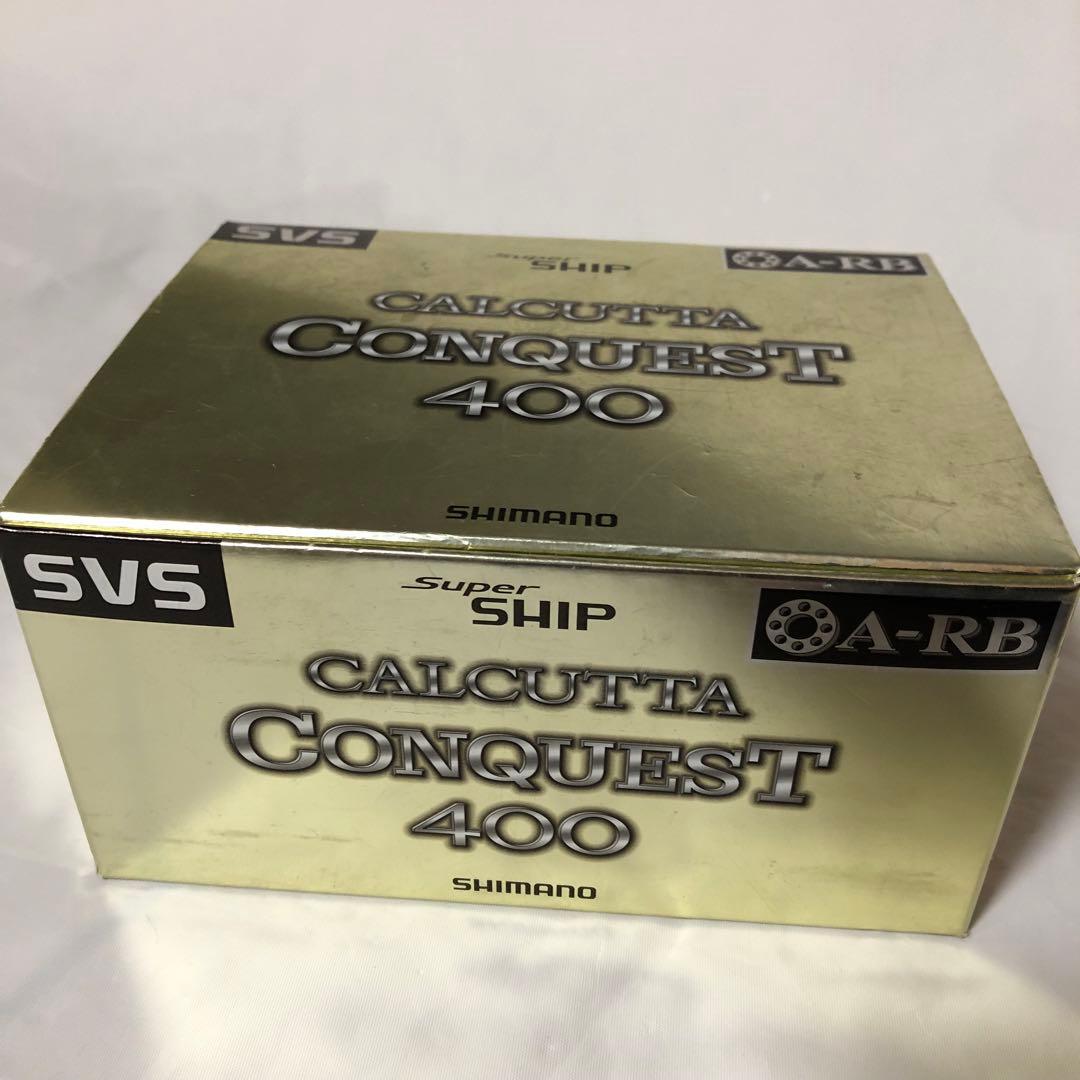 SVS
Super
SHIP
A-RB
CALCUTTA
CONQUEST
400
SHIMANO
SVS
Super
SHIP
A-RB
CALCUTTA
CONQUEST
400
SHIMANO